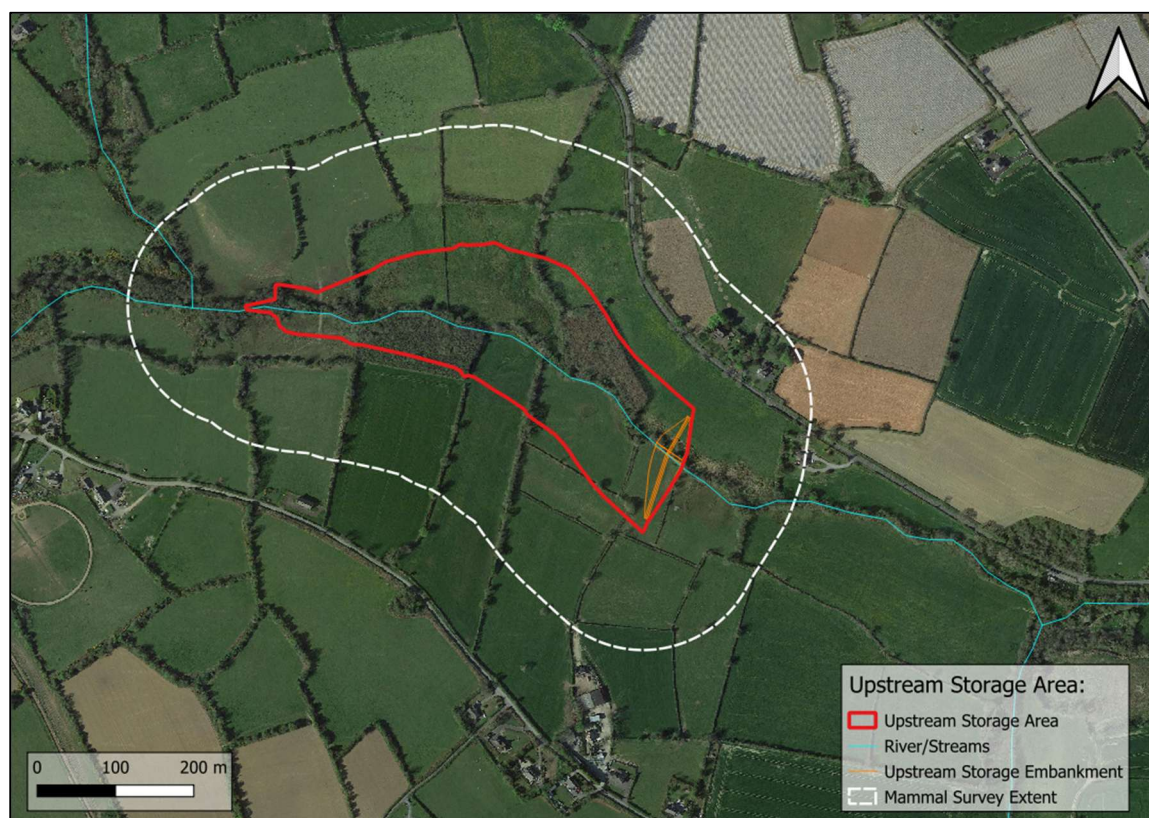 Upstream Storage Area:
Upstream Storage Area
River/Streams
Upstream Storage Embankment
Mammal Survey Extent
0 100 200 m